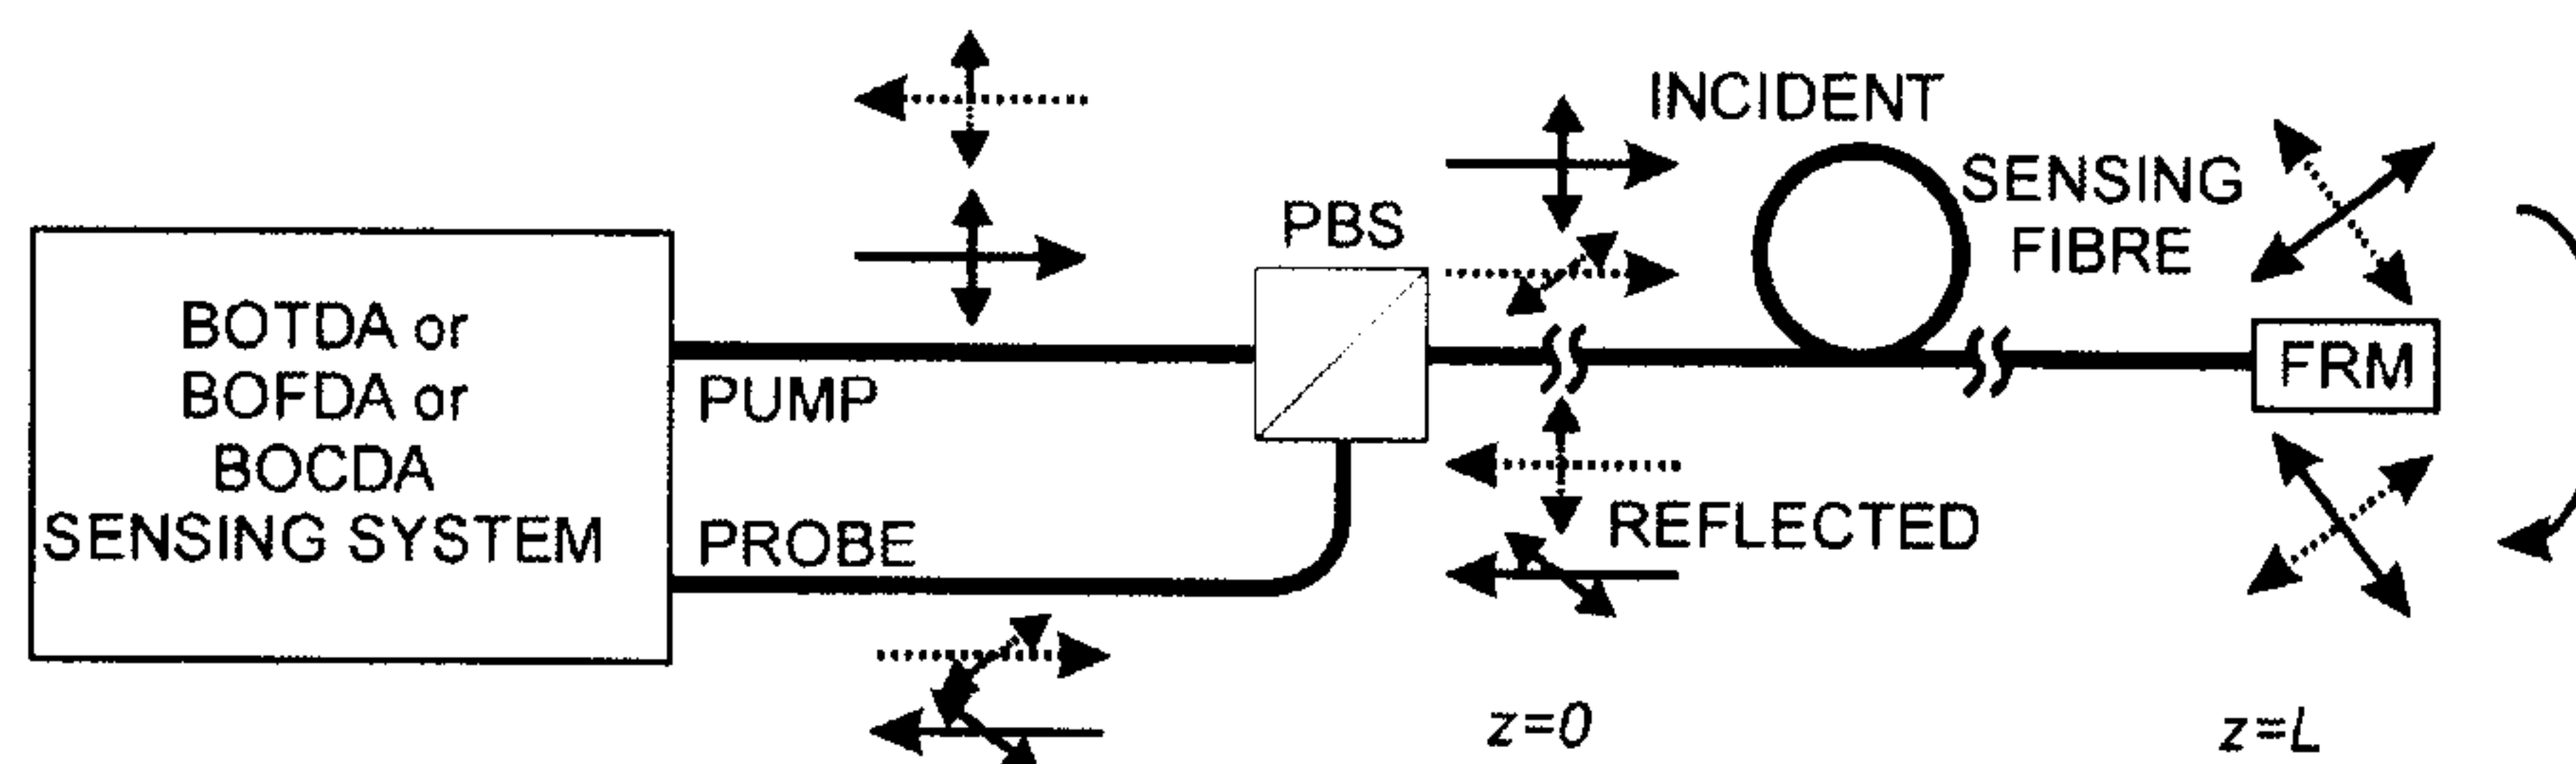 INCIDENT
SENSING
FIBRE
PBS
BOTDA or
BOFDA or
BOCDA
SENSING SYSTEM
PUMP
PROBE
FRM
REFLECTED
z=0
z=L